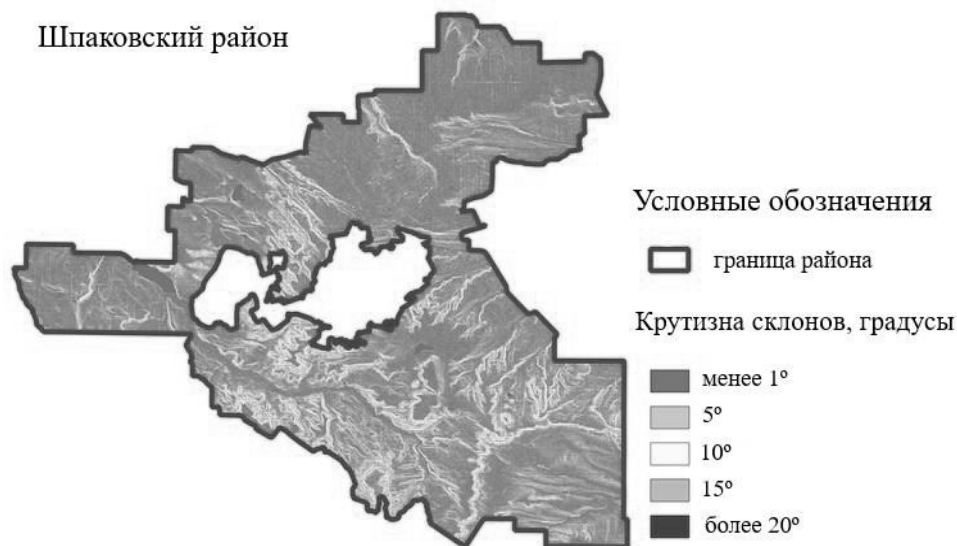 Шпаковский район
Условные обозначения
граница района
Крутизна склонов, градусы
менее 1º
5º
10º
15º
более 20º